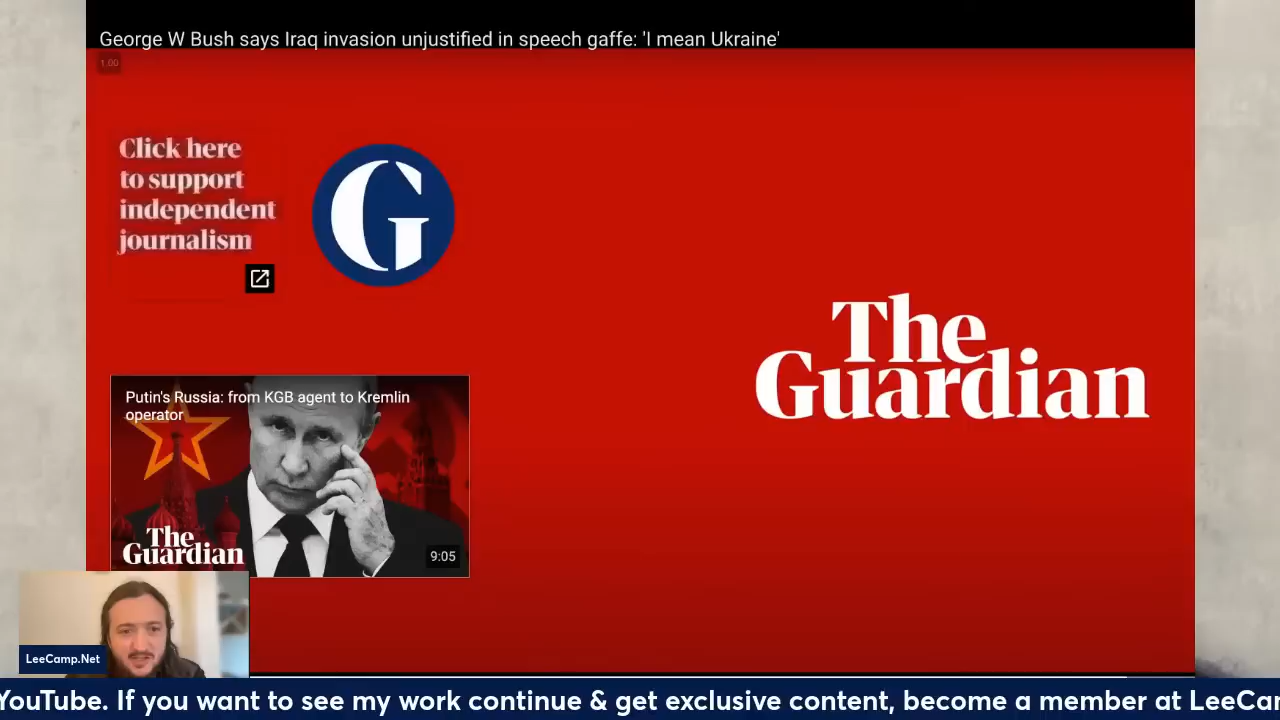 George W Bush says Iraq invasion unjustified in speech gaffe: 'I mean Ukraine'
1.00
Click here
to support
independent
journalism
G
The
Guardian
Putin's Russia: from KGB agent to Kremlin
operator
The
Guardian
9:05
LeeCamp.Net
YouTube. If you want to see my work continue & get exclusive content, become a member at LeeCam